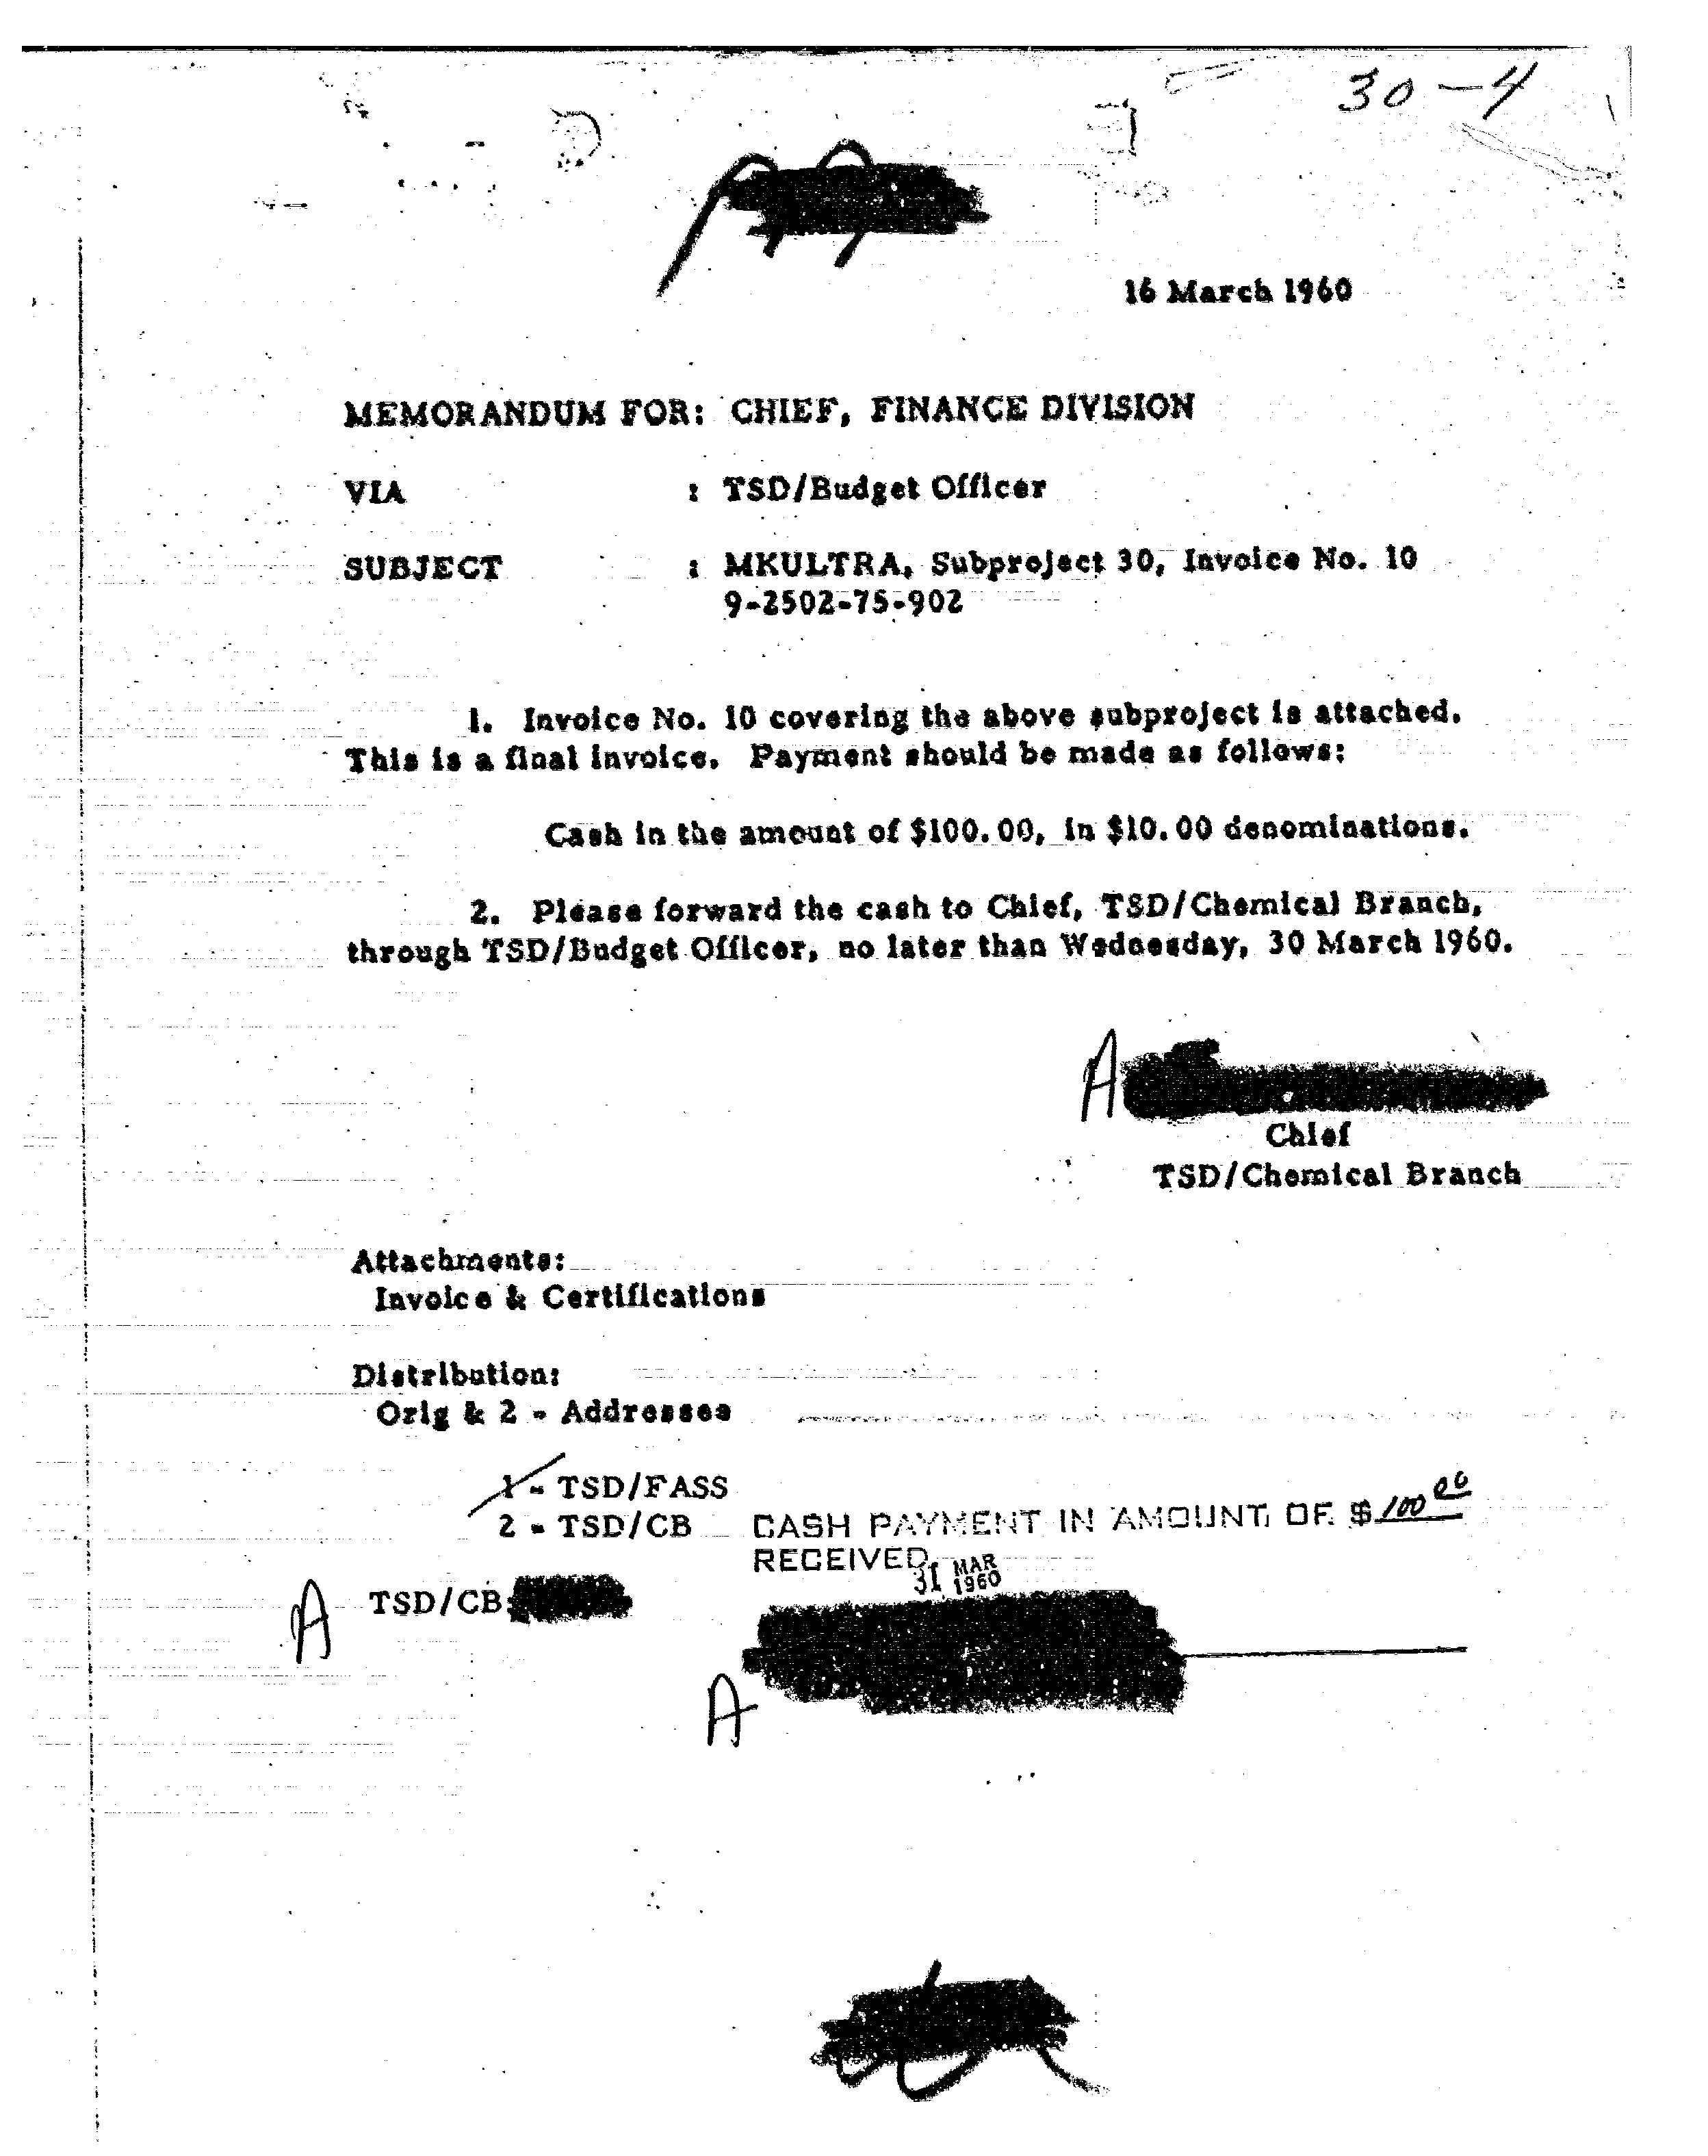 30-4
16 March 1960
MEMORANDUM FOR: CHIEF, FINANCE DIVISION
VIA : TSD/Budget Officer
SUBJECT : MKULTRA, Subproject 30, Invoice No. 10
9-2502-75-902
1. Invoice No. 10 covering the above subproject is attached.
This is a final invoice. Payment should be made as follows:
Cash in the amount of $100.00, in $10.00 denominations.
2. Please forward the cash to Chief, TSD/Chemical Branch,
through TSD/Budget Officer, no later than Wednesday, 30 March 1960.
A
Chief
TSD/Chemical Branch
Attachments:
Invoice & Certifications
Distribution:
Orig & 2 - Addressee
1 - TSD/FASS
2 - TSD/CB
CASH PAYMENT IN AMOUNT OF $ 100 00
RECEIVED
31 MAR 1960
A TSD/CB:
A